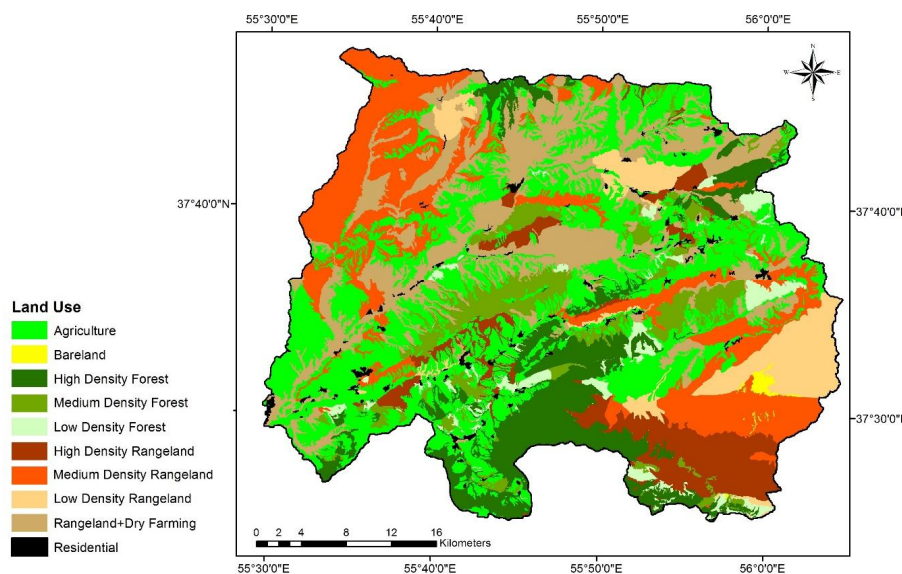 55°30'0"E 55°40'0"E 55°50'0"E 56°0'0"E
N
W E
S
37°40'0"N 37°40'0"N
Land Use
Agriculture
Bareland
High Density Forest
Medium Density Forest
Low Density Forest
High Density Rangeland
Medium Density Rangeland
Low Density Rangeland
Rangeland+Dry Farming
Residential
37°30'0"N
0 1 2 4 8 12 16
Kilometers
55°30'0"E 55°40'0"E 55°50'0"E 56°0'0"E